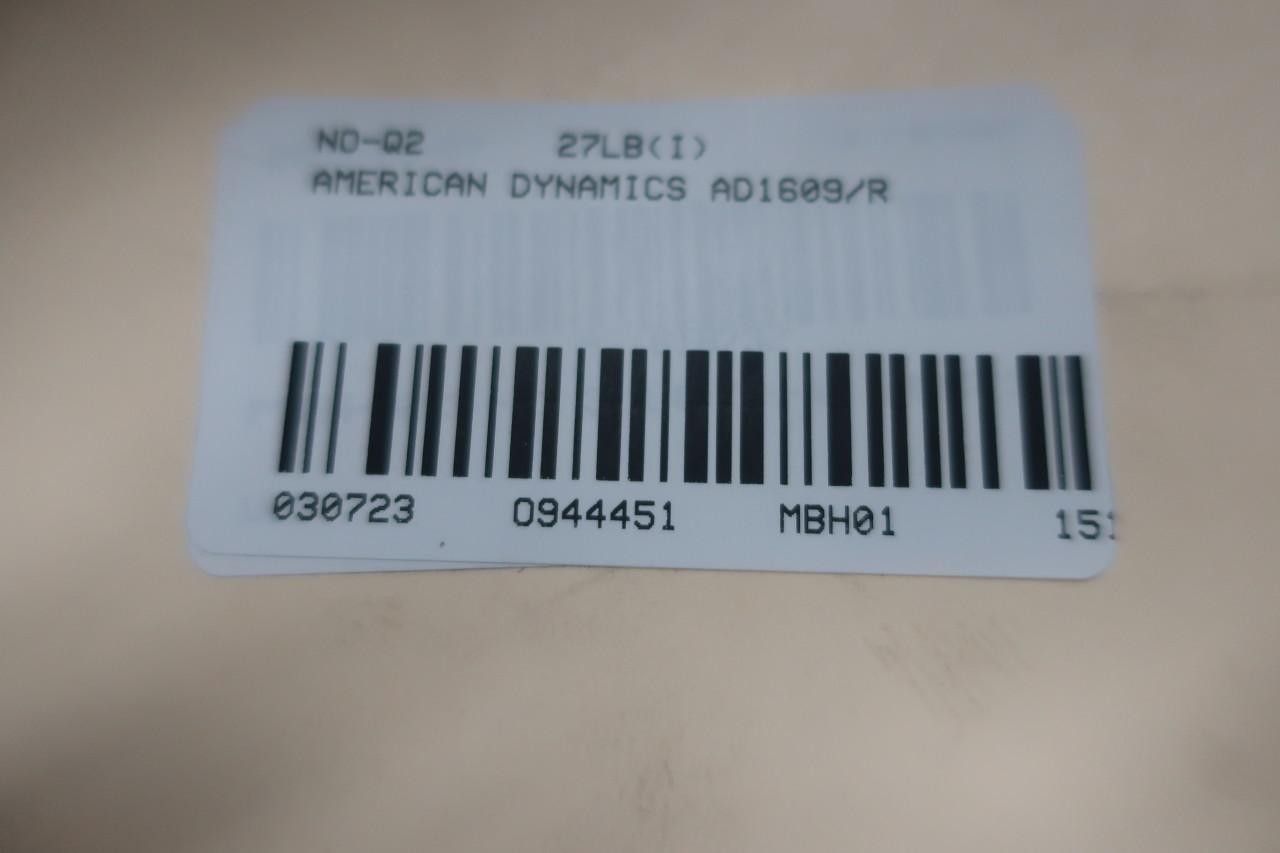 ND-Q2 27LB(I)
AMERICAN DYNAMICS AD1609/R
030723 0944451 MBH01